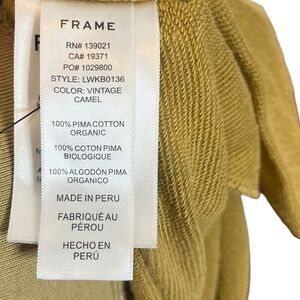 FRAME
RN# 139021
CA# 19371
PO# 1029800
STYLE: LWKB0136
COLOR: VINTAGE
CAMEL
100% PIMA COTTON
ORGANIC
100% COTON PIMA
BIOLOGIQUE
100% ALGODÓN PIMA
ORGANICO
MADE IN PERU
FABRIQUÉ AU
PÉROU
HECHO EN
PERÚ